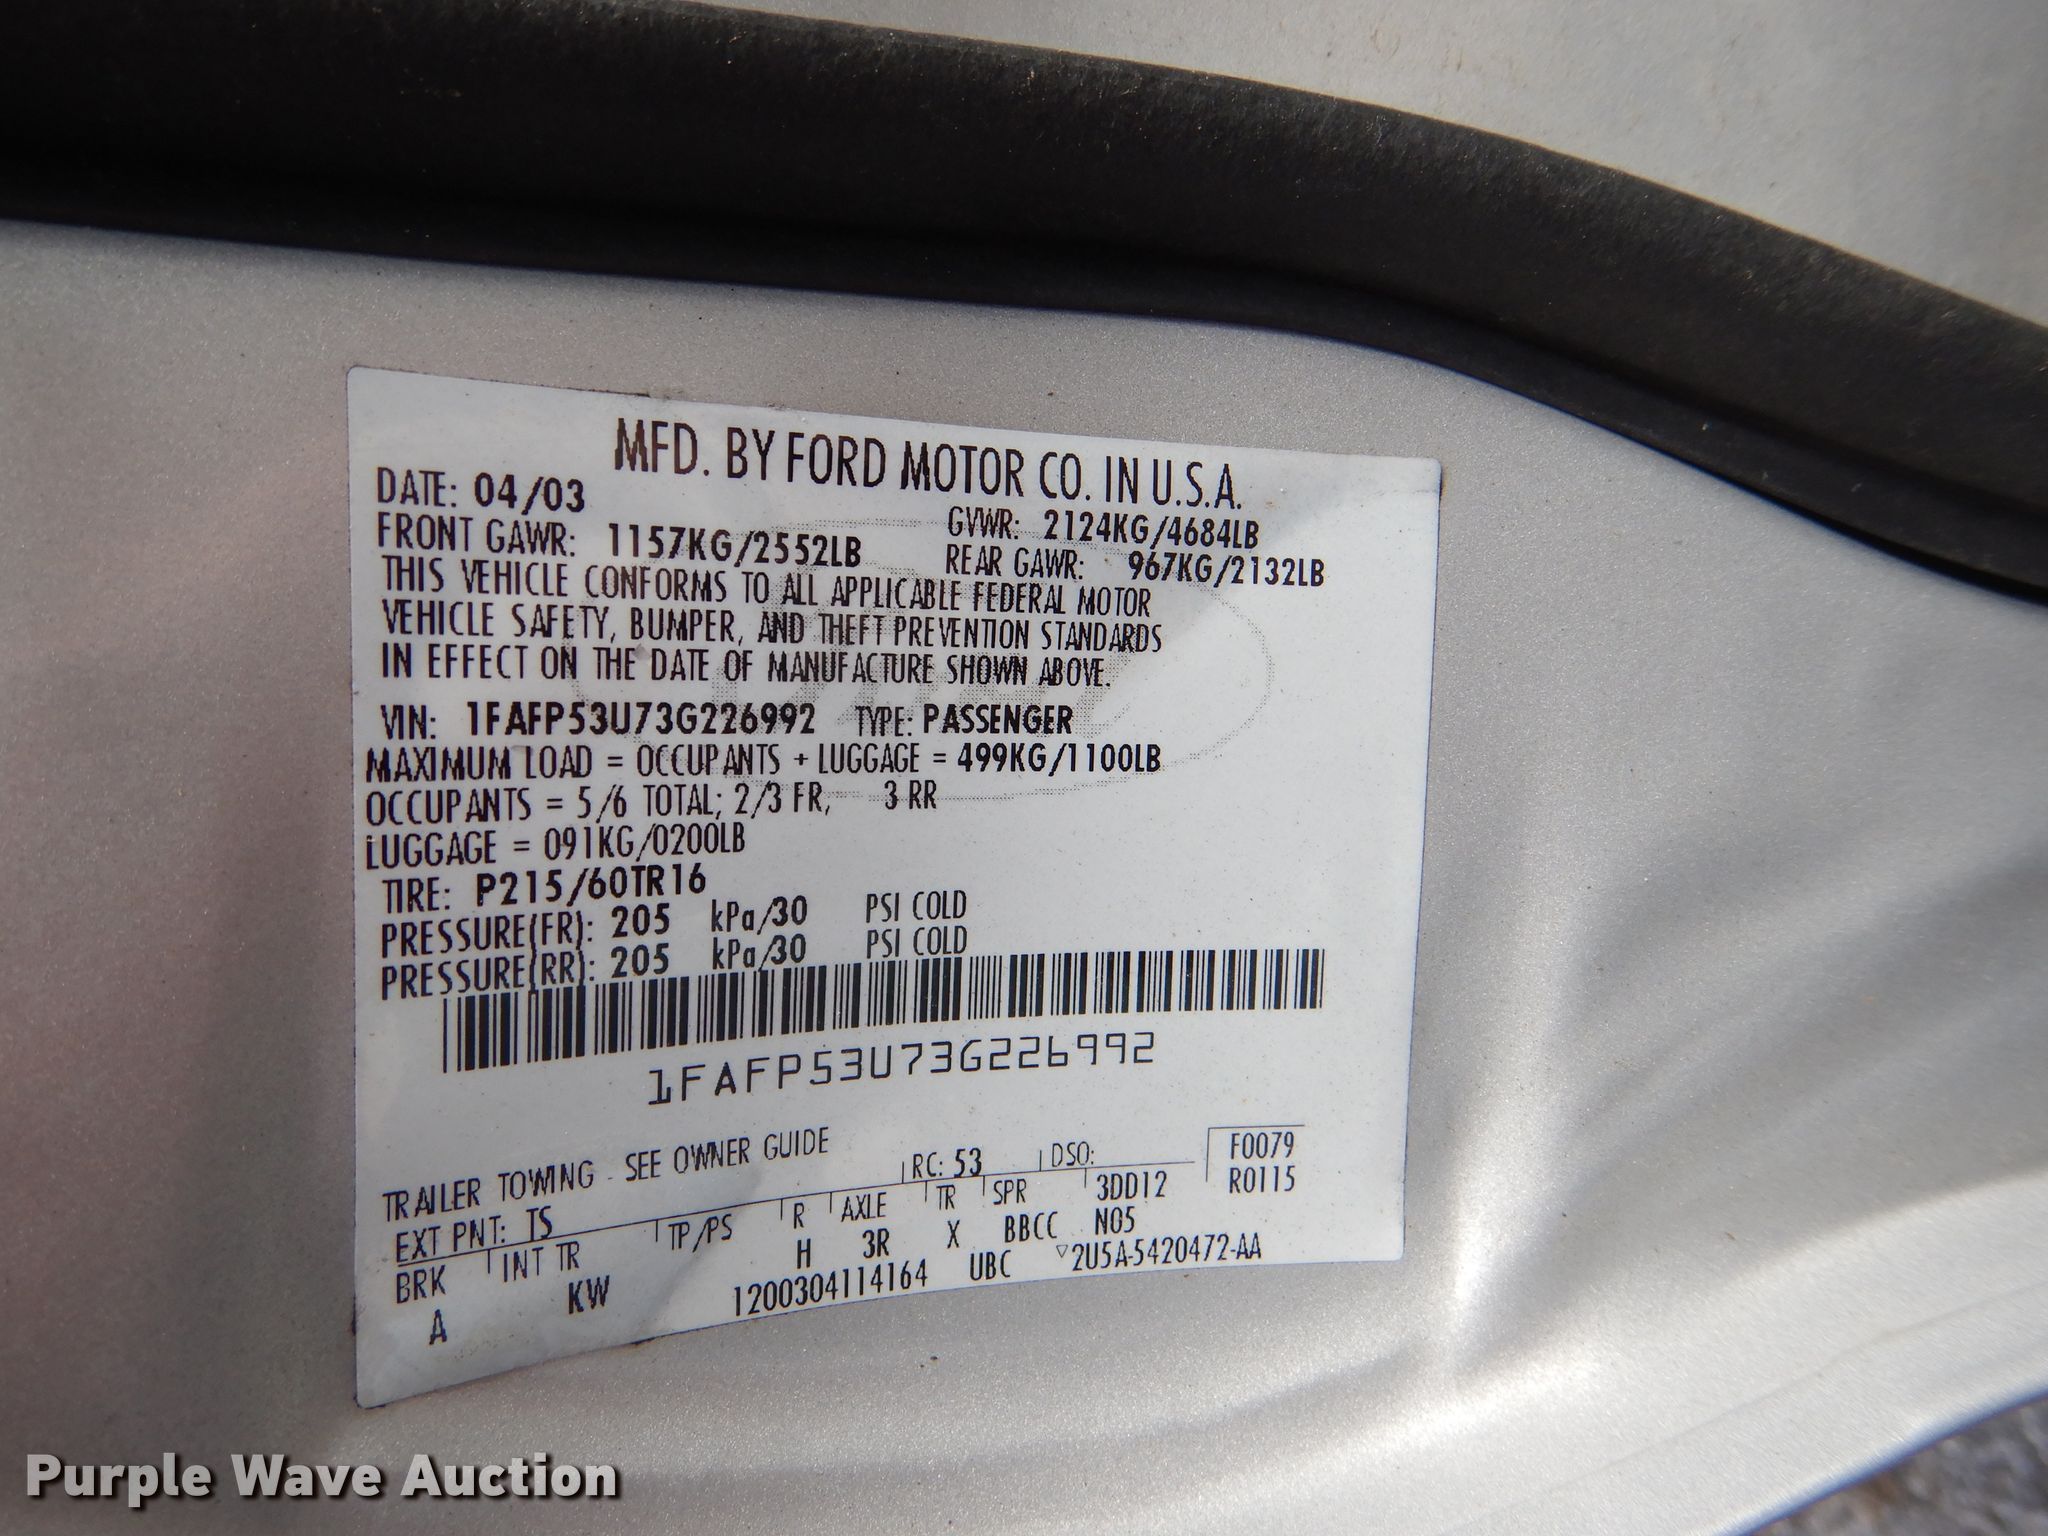 MFD. BY FORD MOTOR CO. IN U.S.A.
DATE: 04/03 GVWR: 2124KG/4684LB
FRONT GAWR: 1157KG/2552LB REAR GAWR: 967KG/2132LB
THIS VEHICLE CONFORMS TO ALL APPLICABLE FEDERAL MOTOR
VEHICLE SAFETY, BUMPER, AND THEFT PREVENTION STANDARDS
IN EFFECT ON THE DATE OF MANUFACTURE SHOWN ABOVE.
VIN: 1FAFP53U73G226992 TYPE: PASSENGER
MAXIMUM LOAD = OCCUPANTS + LUGGAGE = 499KG/1100LB
OCCUPANTS = 5/6 TOTAL; 2/3 FR, 3 RR
LUGGAGE = 091KG/0200LB
TIRE: P215/60TR16
PRESSURE(FR): 205 kPa/30 PSI COLD
PRESSURE(RR): 205 kPa/30 PSI COLD
1FAFP53U73G226992
TRAILER TOWING - SEE OWNER GUIDE F0079
EXT PNT: TS RC: 53 DSO: R0115
BRK INT TR TP/PS R AXLE TR SPR 3DD12
A KW H 3R X BBCC N05
1200304114164 UBC ▽2U5A-5420472-AA
Purple Wave Auction